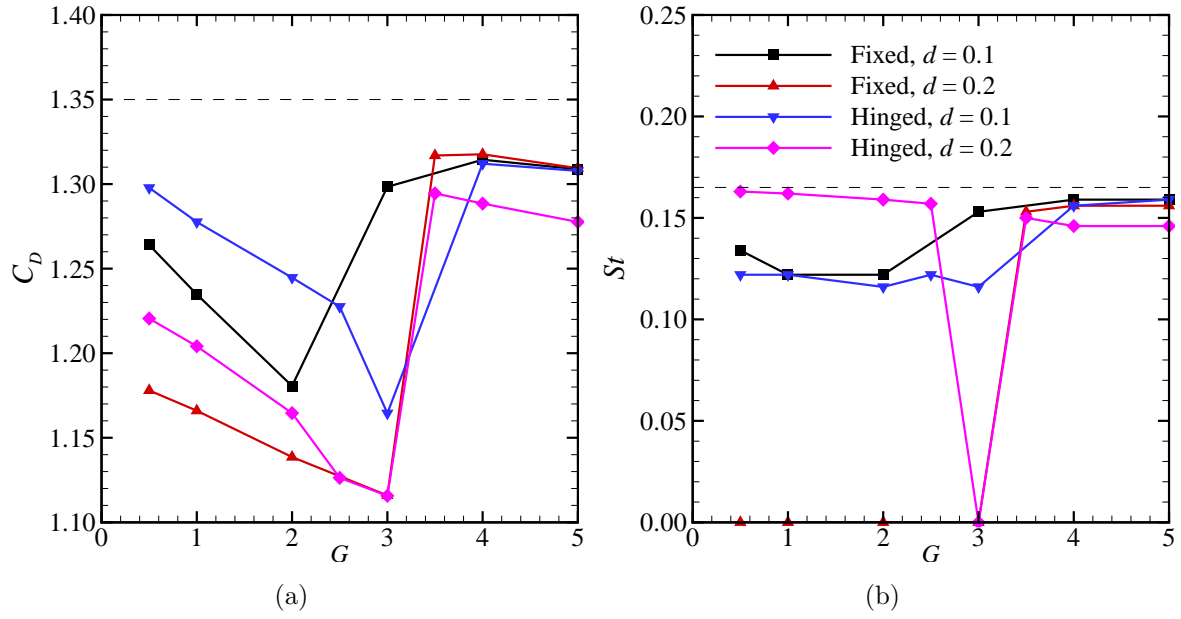 1.40
1.35
1.30
1.25
1.20
1.15
1.10
C_D
0
1
2
3
4
5
G
(a)
0.25
0.20
0.15
0.10
0.05
0.00
St
Fixed, d = 0.1
Fixed, d = 0.2
Hinged, d = 0.1
Hinged, d = 0.2
0
1
2
3
4
5
G
(b)